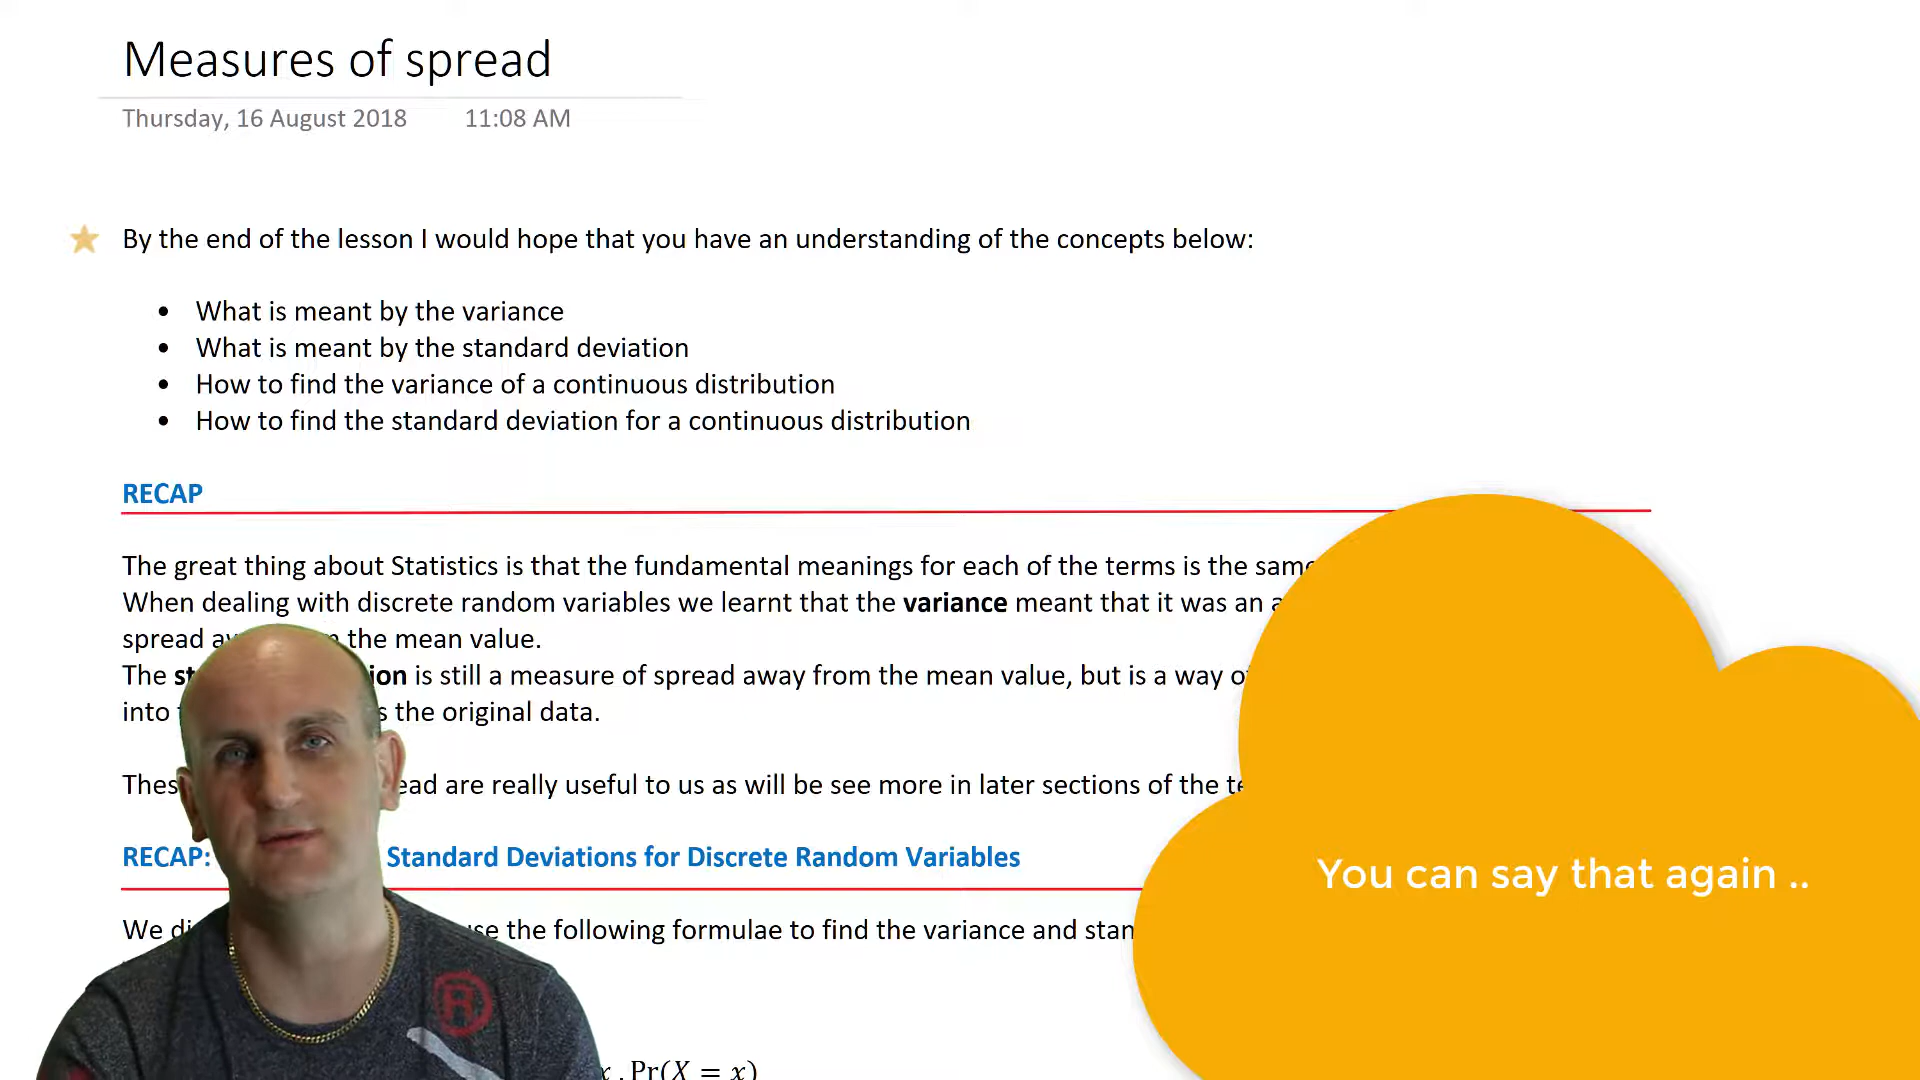 Measures of spread
Thursday, 16 August 2018 11:08 AM
By the end of the lesson I would hope that you have an understanding of the concepts below:
• What is meant by the variance
• What is meant by the standard deviation
• How to find the variance of a continuous distribution
• How to find the standard deviation for a continuous distribution
RECAP
The great thing about Statistics is that the fundamental meanings for each of the terms is the same
When dealing with discrete random variables we learnt that the variance meant that it was an
spread the mean value.
The is still a measure of spread away from the mean value, but is a way
into the original data.
are really useful to us as will be see more in later sections of the
RECAP: Standard Deviations for Discrete Random Variables
We the following formulae to find the variance and
x . Pr(X = x)
You can say that again ..
R